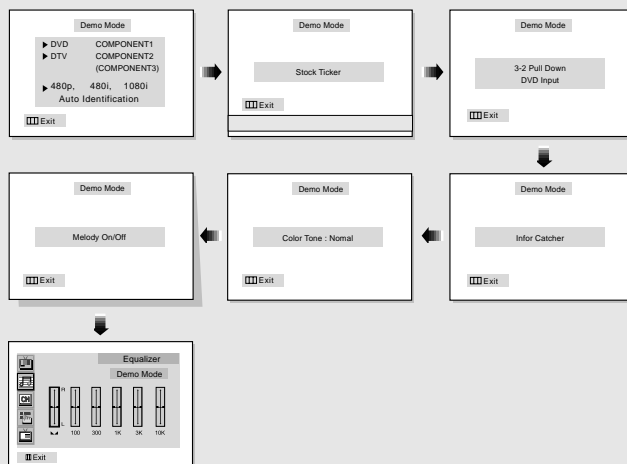 Demo Mode
DVD COMPONENT1
DTV COMPONENT2
(COMPONENT3)
480p, 480i, 1080i
Auto Identification
Exit
Demo Mode
Stock Ticker
Exit
Demo Mode
3-2 Pull Down
DVD Input
Exit
Demo Mode
Infor Catcher
Exit
Demo Mode
Color Tone : Nomal
Exit
Demo Mode
Melody On/Off
Exit
Equalizer
Demo Mode
CH
R
L
100 300 1K 3K 10K
Exit